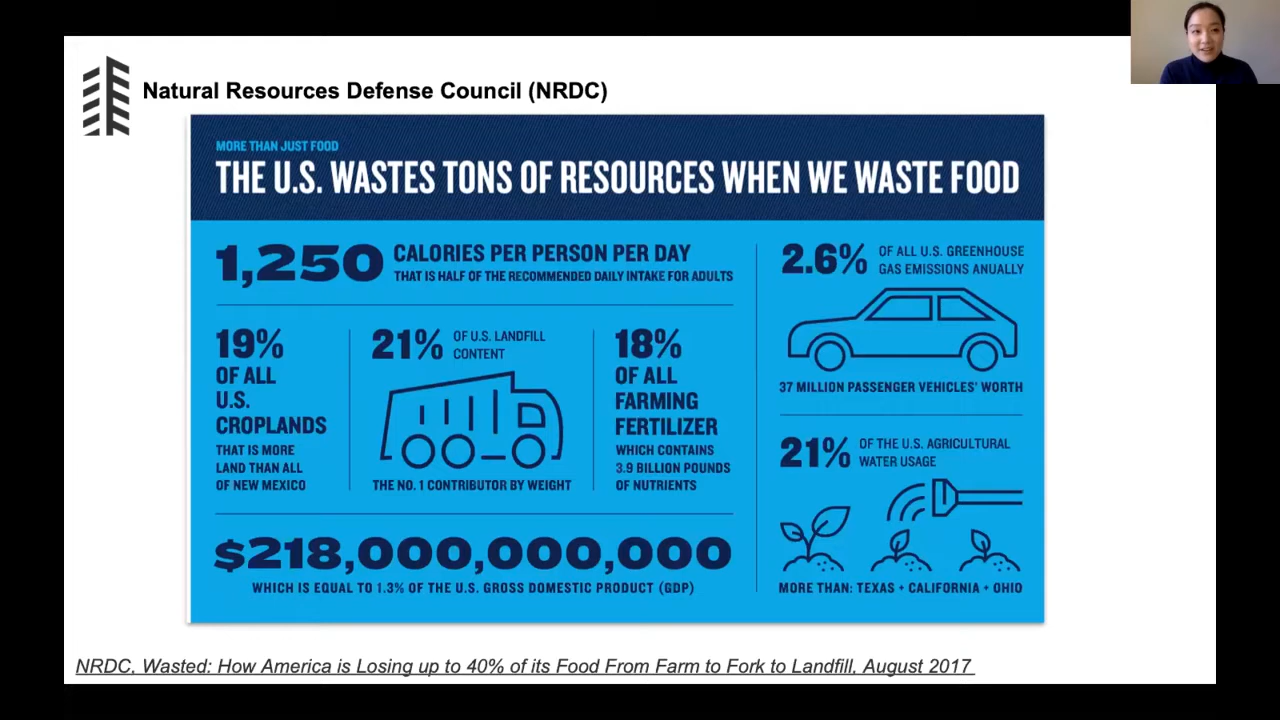 Natural Resources Defense Council (NRDC)
MORE THAN JUST FOOD
THE U.S. WASTES TONS OF RESOURCES WHEN WE WASTE FOOD
1,250
CALORIES PER PERSON PER DAY
THAT IS HALF OF THE RECOMMENDED DAILY INTAKE FOR ADULTS
19%
OF ALL
U.S.
CROPLANDS
THAT IS MORE
LAND THAN ALL
OF NEW MEXICO
21%
OF U.S. LANDFILL
CONTENT
THE NO. 1 CONTRIBUTOR BY WEIGHT
18%
OF ALL
FARMING
FERTILIZER
WHICH CONTAINS
3.9 BILLION POUNDS
OF NUTRIENTS
$218,000,000,000
WHICH IS EQUAL TO 1.3% OF THE U.S. GROSS DOMESTIC PRODUCT (GDP)
2.6%
OF ALL U.S. GREENHOUSE
GAS EMISSIONS ANUALLY
37 MILLION PASSENGER VEHICLES' WORTH
21%
OF THE U.S. AGRICULTURAL
WATER USAGE
MORE THAN: TEXAS + CALIFORNIA + OHIO
NRDC, Wasted: How America is Losing up to 40% of its Food From Farm to Fork to Landfill, August 2017